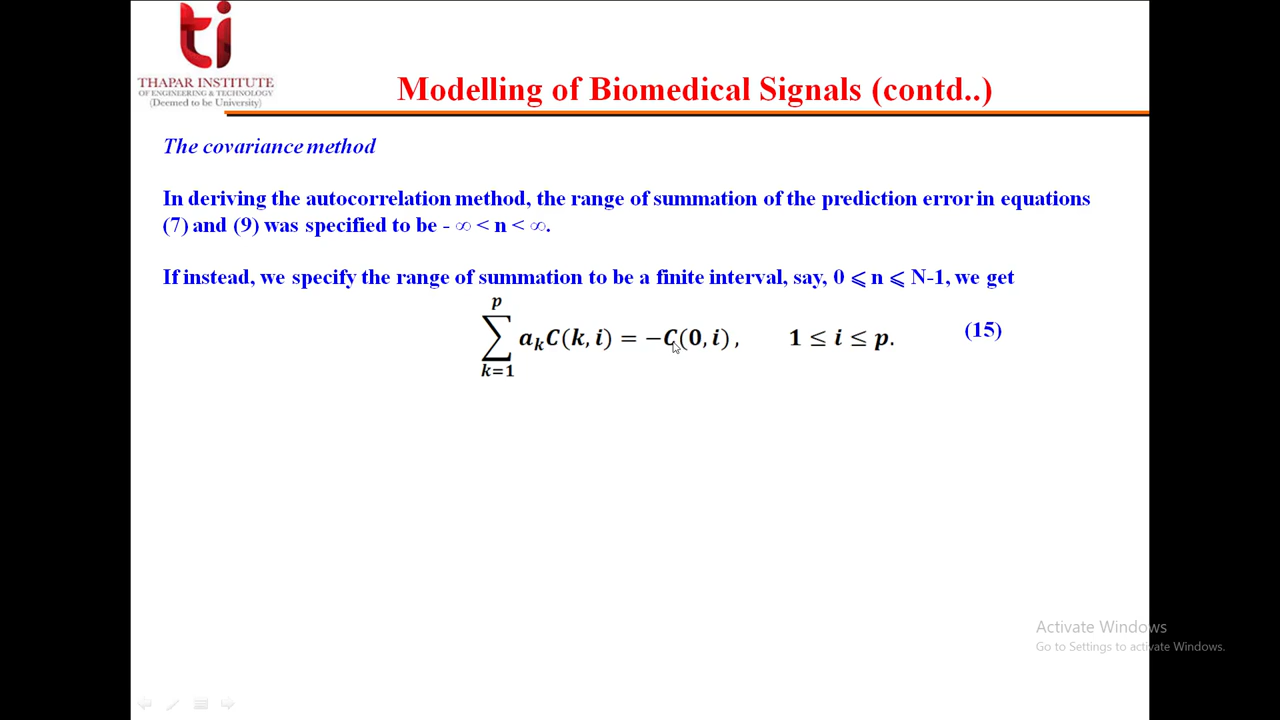 ti
THAPAR INSTITUTE
OF ENGINEERING & TECHNOLOGY
(Deemed to be University)
Modelling of Biomedical Signals (contd..)
The covariance method
In deriving the autocorrelation method, the range of summation of the prediction error in equations
(7) and (9) was specified to be - ∞ < n < ∞.
If instead, we specify the range of summation to be a finite interval, say, 0 ⩽ n ⩽ N-1, we get
p
∑ aₖC(k, i) = −C(0, i), 1 ≤ i ≤ p. (15)
k=1
Activate Windows
Go to Settings to activate Windows.